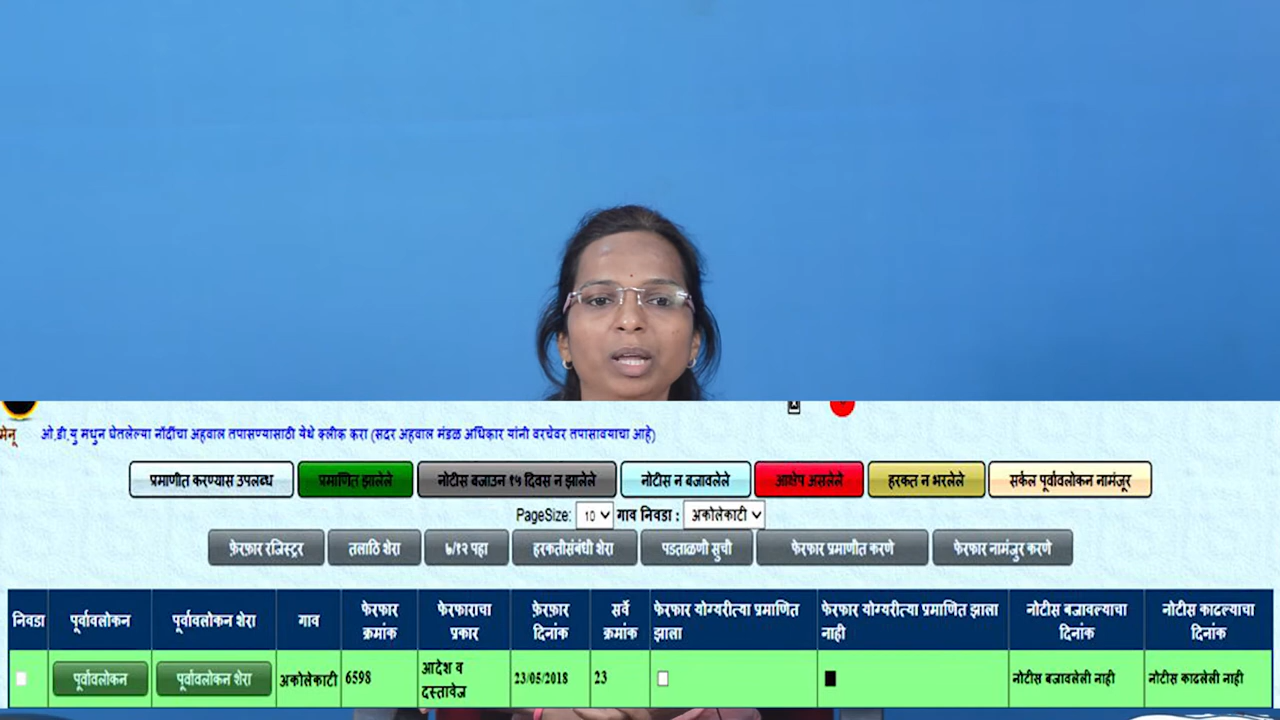 मेनू ओ.डी.यु मधुन घेतलेल्या नोंदींचा अहवाल तपासण्यासाठी येथे क्लीक करा (सदर अहवाल मंडळ अधिकार यांनी वरचेवर तपासावयाचा आहे)
प्रमाणीत करण्यास उपलब्ध प्रमाणित झालेले नोटीस बजाउन १५ दिवस न झालेले नोटीस न बजावलेले आक्षेप असलेले हरकत न भरलेले सर्कल पूर्वावलोकन नामंजूर
PageSize: 10 गाव निवडा : अकोलेकाटी
फ़ेरफ़ार रजिस्ट्रर तलाठि शेरा ७/१२ पहा हरकतीसंबंधी शेरा पडताळणी सुची फेरफार प्रमाणीत करणे फेरफार नामंजुर करणे
निवडा पूर्वावलोकन पूर्वावलोकन शेरा गाव फेरफार क्रमांक फेरफाराचा प्रकार फ़ेरफ़ार दिनांक सर्वे क्रमांक फेरफार योग्यरीत्या प्रमाणित झाला फेरफार योग्यरीत्या प्रमाणित झाला नाही नोटीस बजावल्याचा दिनांक नोटीस काढल्याचा दिनांक
पूर्वावलोकन पूर्वावलोकन शेरा अकोलेकाटी 6598 आदेश व दस्तावेज 23/05/2018 23 नोटीस बजावलेली नाही नोटीस काढलेली नाही